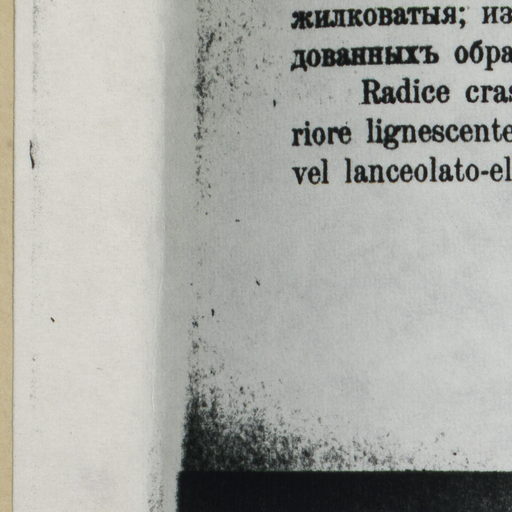 жилковатыя; из
дованныхъ обра
Radice cras
riore lignescente
vel lanceolato-el